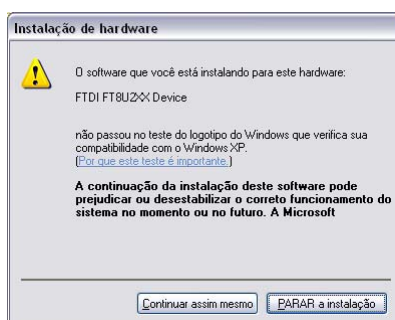 Instalação de hardware
O software que você está instalando para este hardware:
FTDI FT8U2XX Device
não passou no teste do logotipo do Windows que verifica sua
compatibilidade com o Windows XP.
(Por que este teste é importante.)
A continuação da instalação deste software pode
prejudicar ou desestabilizar o correto funcionamento do
sistema no momento ou no futuro. A Microsoft
Continuar assim mesmo
PARAR a instalação